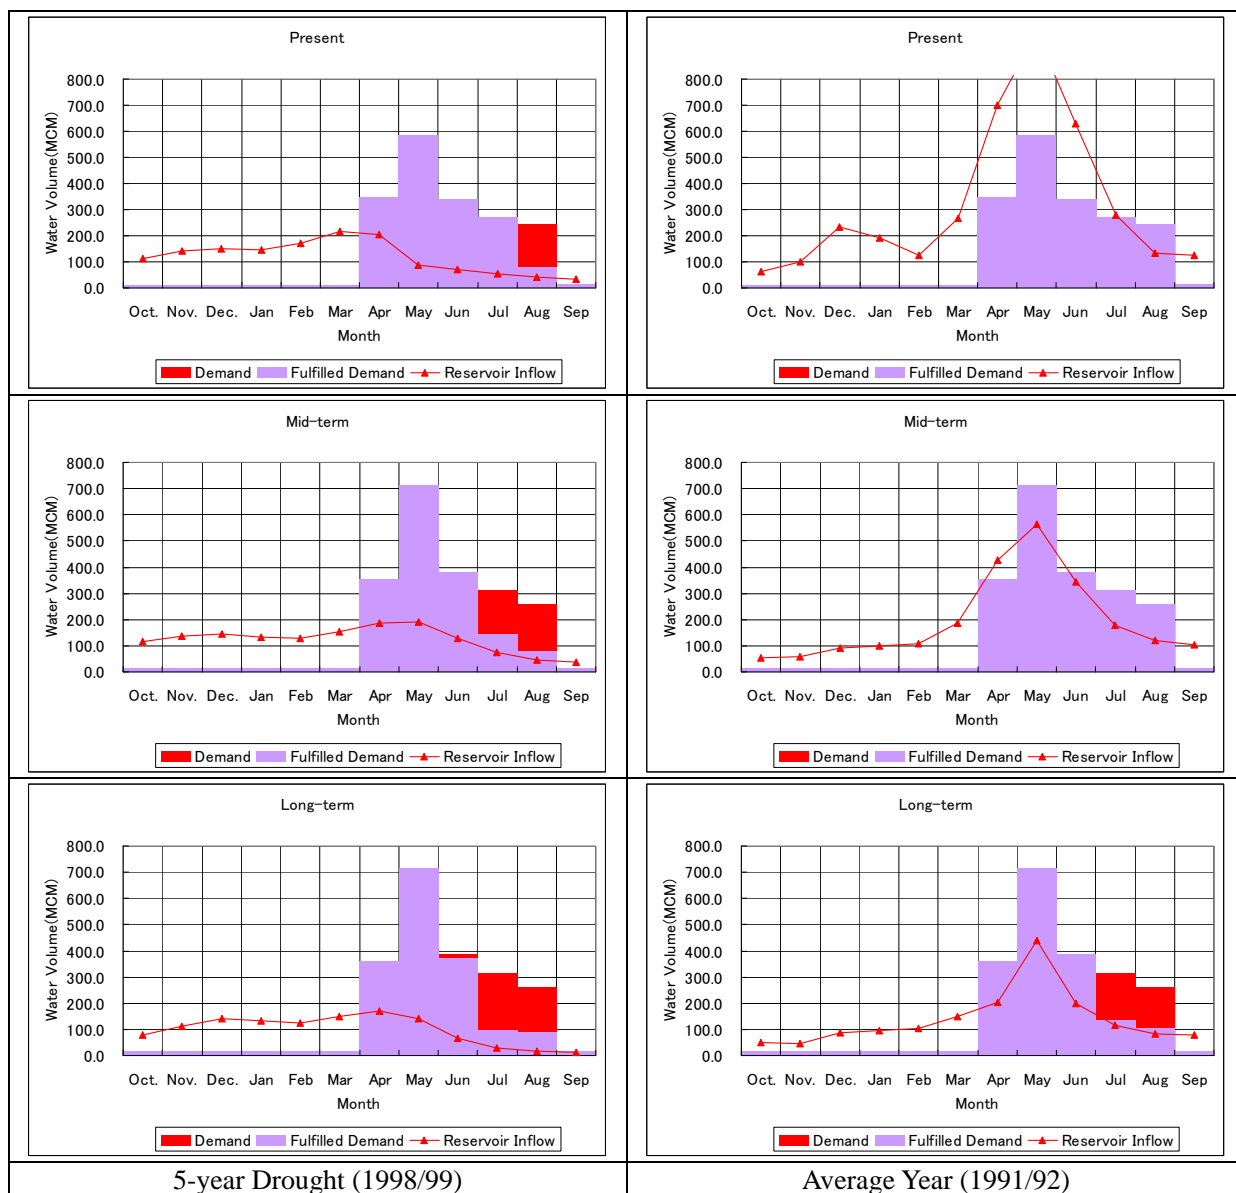 Present
800.0
700.0
600.0
500.0
400.0
300.0
200.0
100.0
0.0
Water Volume(MCM)
Oct. Nov. Dec. Jan Feb Mar Apr May Jun Jul Aug Sep
Month
Demand Fulfilled Demand Reservoir Inflow
Present
800.0
700.0
600.0
500.0
400.0
300.0
200.0
100.0
0.0
Water Volume(MCM)
Oct. Nov. Dec. Jan Feb Mar Apr May Jun Jul Aug Sep
Month
Demand Fulfilled Demand Reservoir Inflow
Mid-term
800.0
700.0
600.0
500.0
400.0
300.0
200.0
100.0
0.0
Water Volume(MCM)
Oct. Nov. Dec. Jan Feb Mar Apr May Jun Jul Aug Sep
Month
Demand Fulfilled Demand Reservoir Inflow
Mid-term
800.0
700.0
600.0
500.0
400.0
300.0
200.0
100.0
0.0
Water Volume(MCM)
Oct. Nov. Dec. Jan Feb Mar Apr May Jun Jul Aug Sep
Month
Demand Fulfilled Demand Reservoir Inflow
Long-term
800.0
700.0
600.0
500.0
400.0
300.0
200.0
100.0
0.0
Water Volume(MCM)
Oct. Nov. Dec. Jan Feb Mar Apr May Jun Jul Aug Sep
Month
Demand Fulfilled Demand Reservoir Inflow
Long-term
800.0
700.0
600.0
500.0
400.0
300.0
200.0
100.0
0.0
Water Volume(MCM)
Oct. Nov. Dec. Jan Feb Mar Apr May Jun Jul Aug Sep
Month
Demand Fulfilled Demand Reservoir Inflow
5-year Drought (1998/99)
Average Year (1991/92)